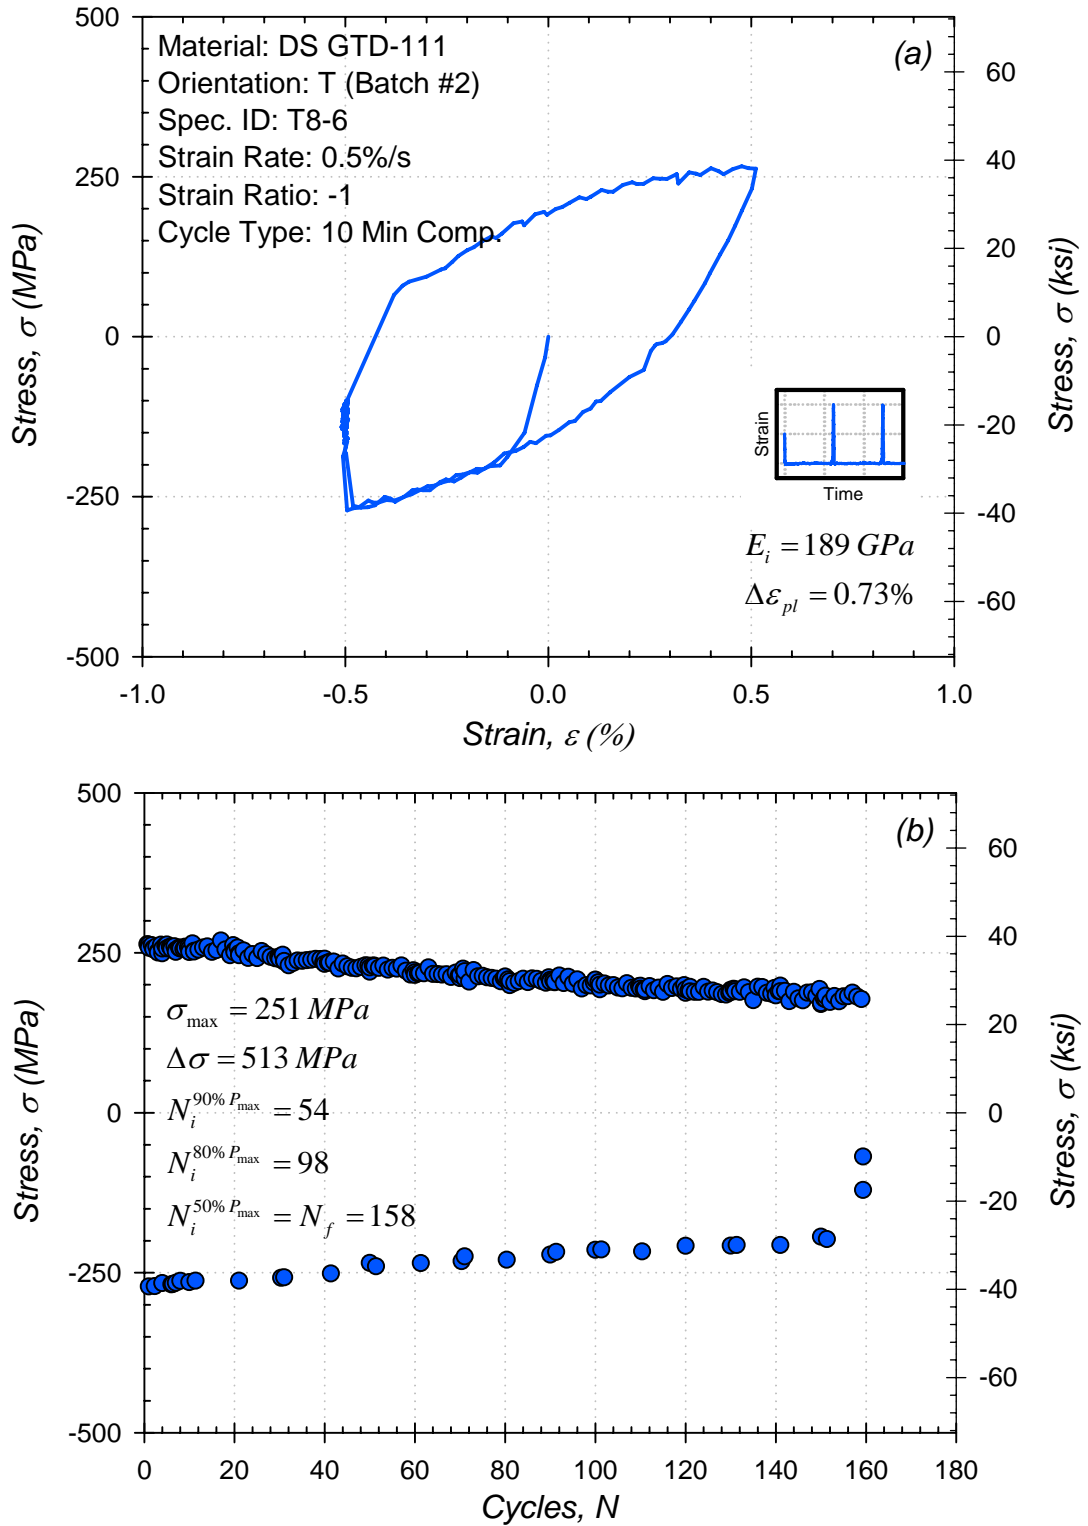 (a)
Material: DS GTD-111
Orientation: T (Batch #2)
Spec. ID: T8-6
Strain Rate: 0.5%/s
Strain Ratio: -1
Cycle Type: 10 Min Comp.
500
250
0
-250
-500
Stress, σ (MPa)
60
40
20
0
-20
-40
-60
Stress, σ (ksi)
Strain
Time
E_i = 189 GPa
Δε_pl = 0.73%
-1.0 -0.5 0.0 0.5 1.0
Strain, ε (%)
(b)
500
250
0
-250
-500
Stress, σ (MPa)
60
40
20
0
-20
-40
-60
Stress, σ (ksi)
σ_max = 251 MPa
Δσ = 513 MPa
N_i^90% P_max = 54
N_i^80% P_max = 98
N_i^50% P_max = N_f = 158
0 20 40 60 80 100 120 140 160 180
Cycles, N